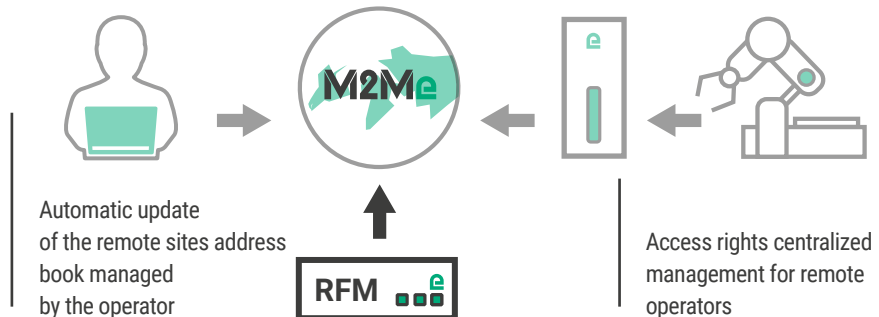 M2Me
Automatic update
of the remote sites address
book managed
by the operator
RFM
Access rights centralized
management for remote
operators